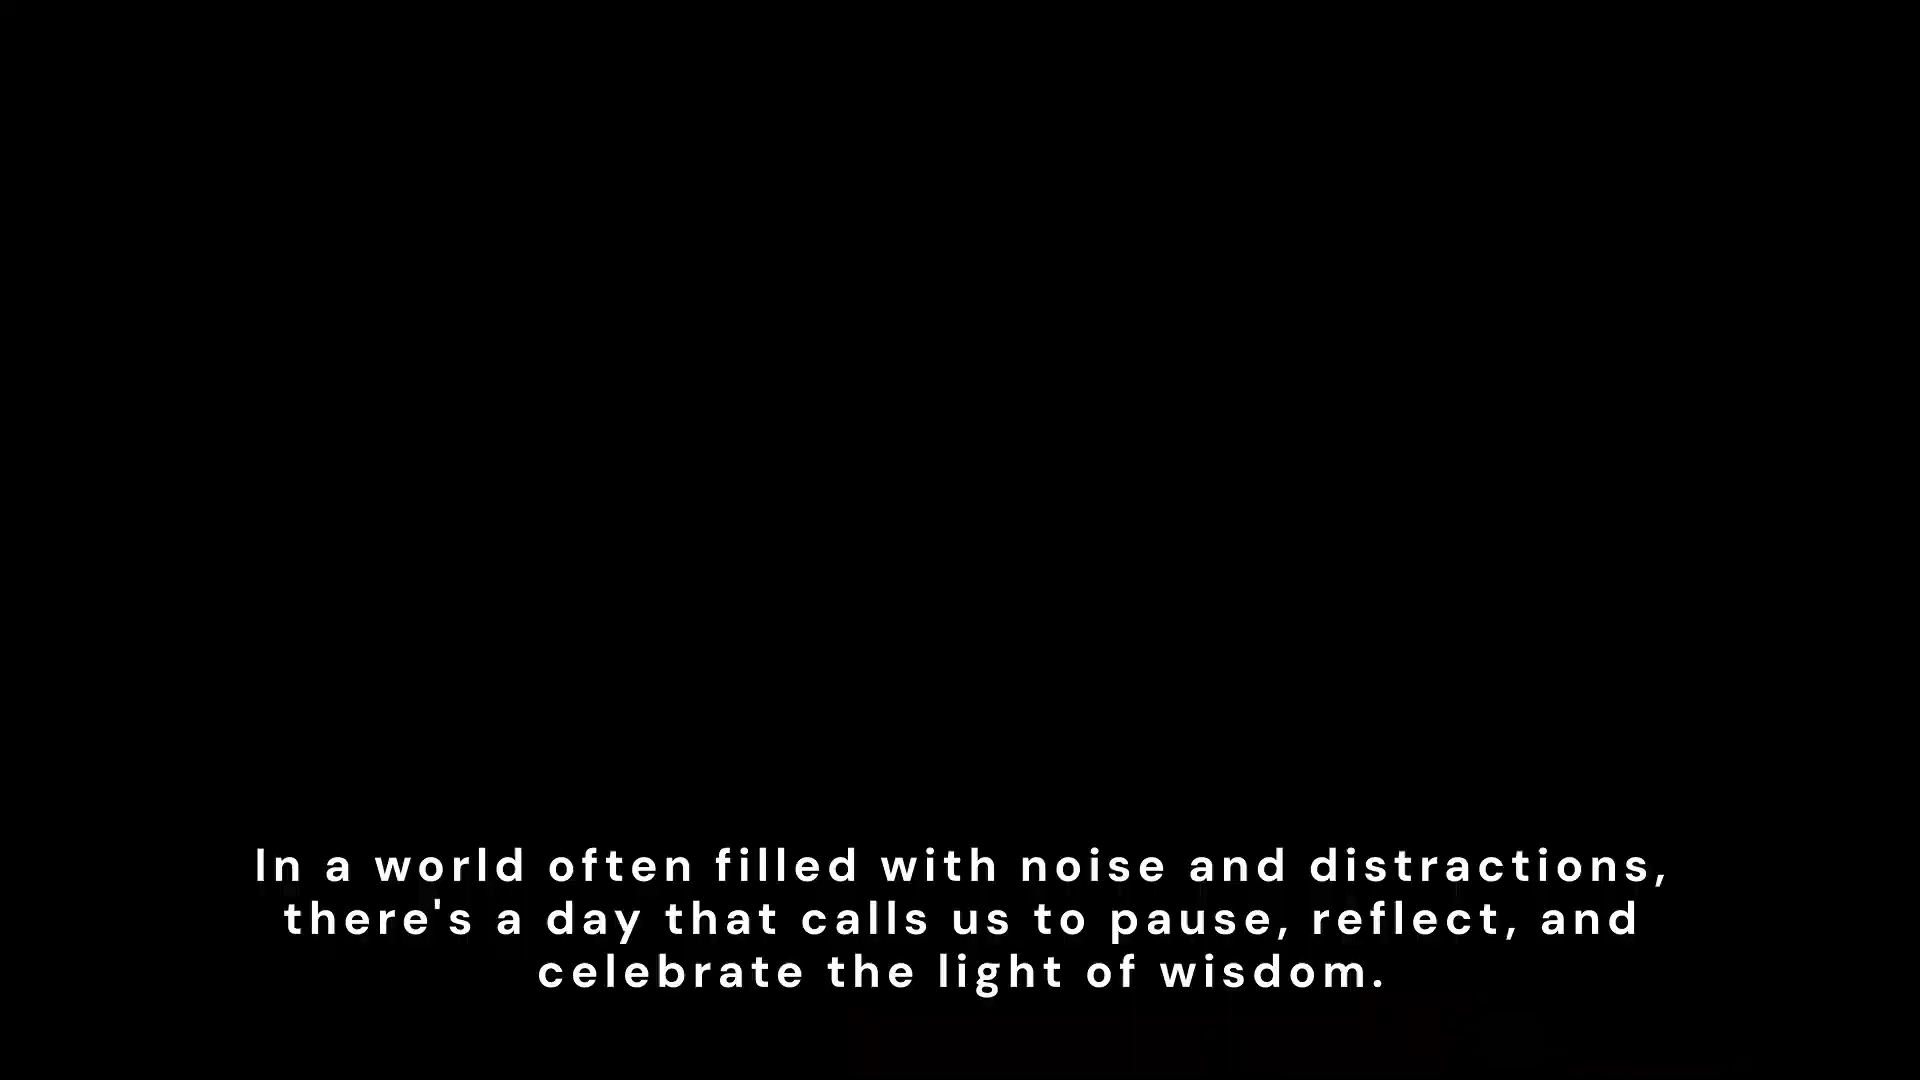 In a world often filled with noise and distractions,
there's a day that calls us to pause, reflect, and
celebrate the light of wisdom.